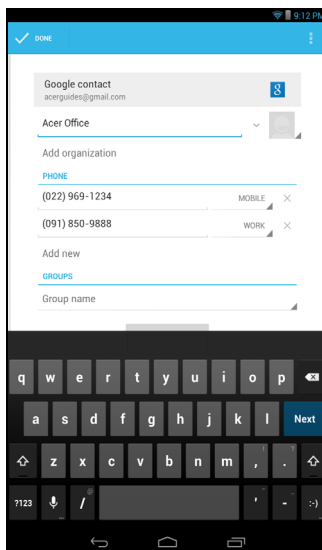 9:12 PM
DONE
Google contact
acerguides@gmail.com
8
Acer Office
Add organization
PHONE
(022) 969-1234 MOBILE
(091) 850-9888 WORK
Add new
GROUPS
Group name
q w e r t y u i o p
a s d f g h j k l Next
z x c v b n m , ! . ?
?123 / ' - :-)